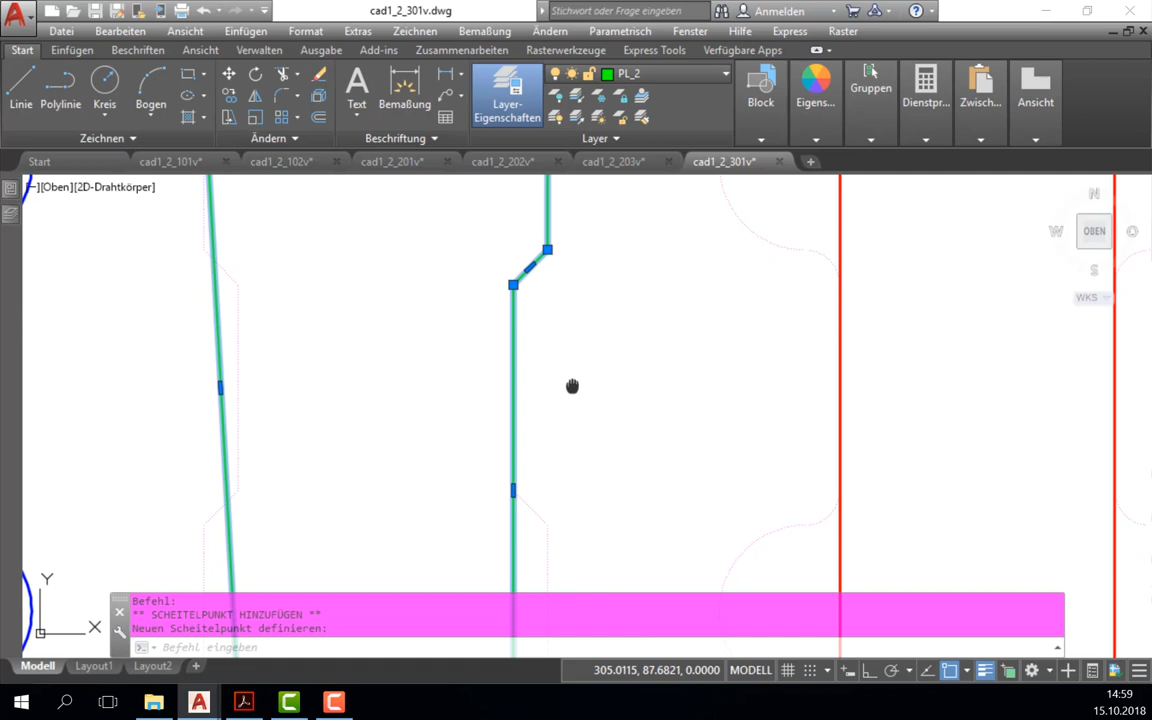 cad1_2_301v.dwg
Stichwort oder Frage eingeben
Anmelden
Datei Bearbeiten Ansicht Einfügen Format Extras Zeichnen Bemaßung Ändern Parametrisch Fenster Hilfe Express Raster
Start Einfügen Beschriften Ansicht Verwalten Ausgabe Add-ins Zusammenarbeiten Rasterwerkzeuge Express Tools Verfügbare Apps
PL_2
Linie Polylinie Kreis Bogen Text Bemaßung Layer-
Eigenschaften
Block Eigens... Gruppen Dienstpr... Zwisch... Ansicht
Zeichnen Ändern Beschriftung Layer
Start cad1_2_101v* cad1_2_102v* cad1_2_201v* cad1_2_202v* cad1_2_203v* cad1_2_301v*
[—][Oben][2D-Drahtkörper]
N
W OBEN O
S
WKS
Y
X
Befehl:
** SCHEITELPUNKT HINZUFÜGEN **
Neuen Scheitelpunkt definieren:
Befehl eingeben
Modell Layout1 Layout2 +
305.0115, 87.6821, 0.0000 MODELL
14:59
15.10.2018